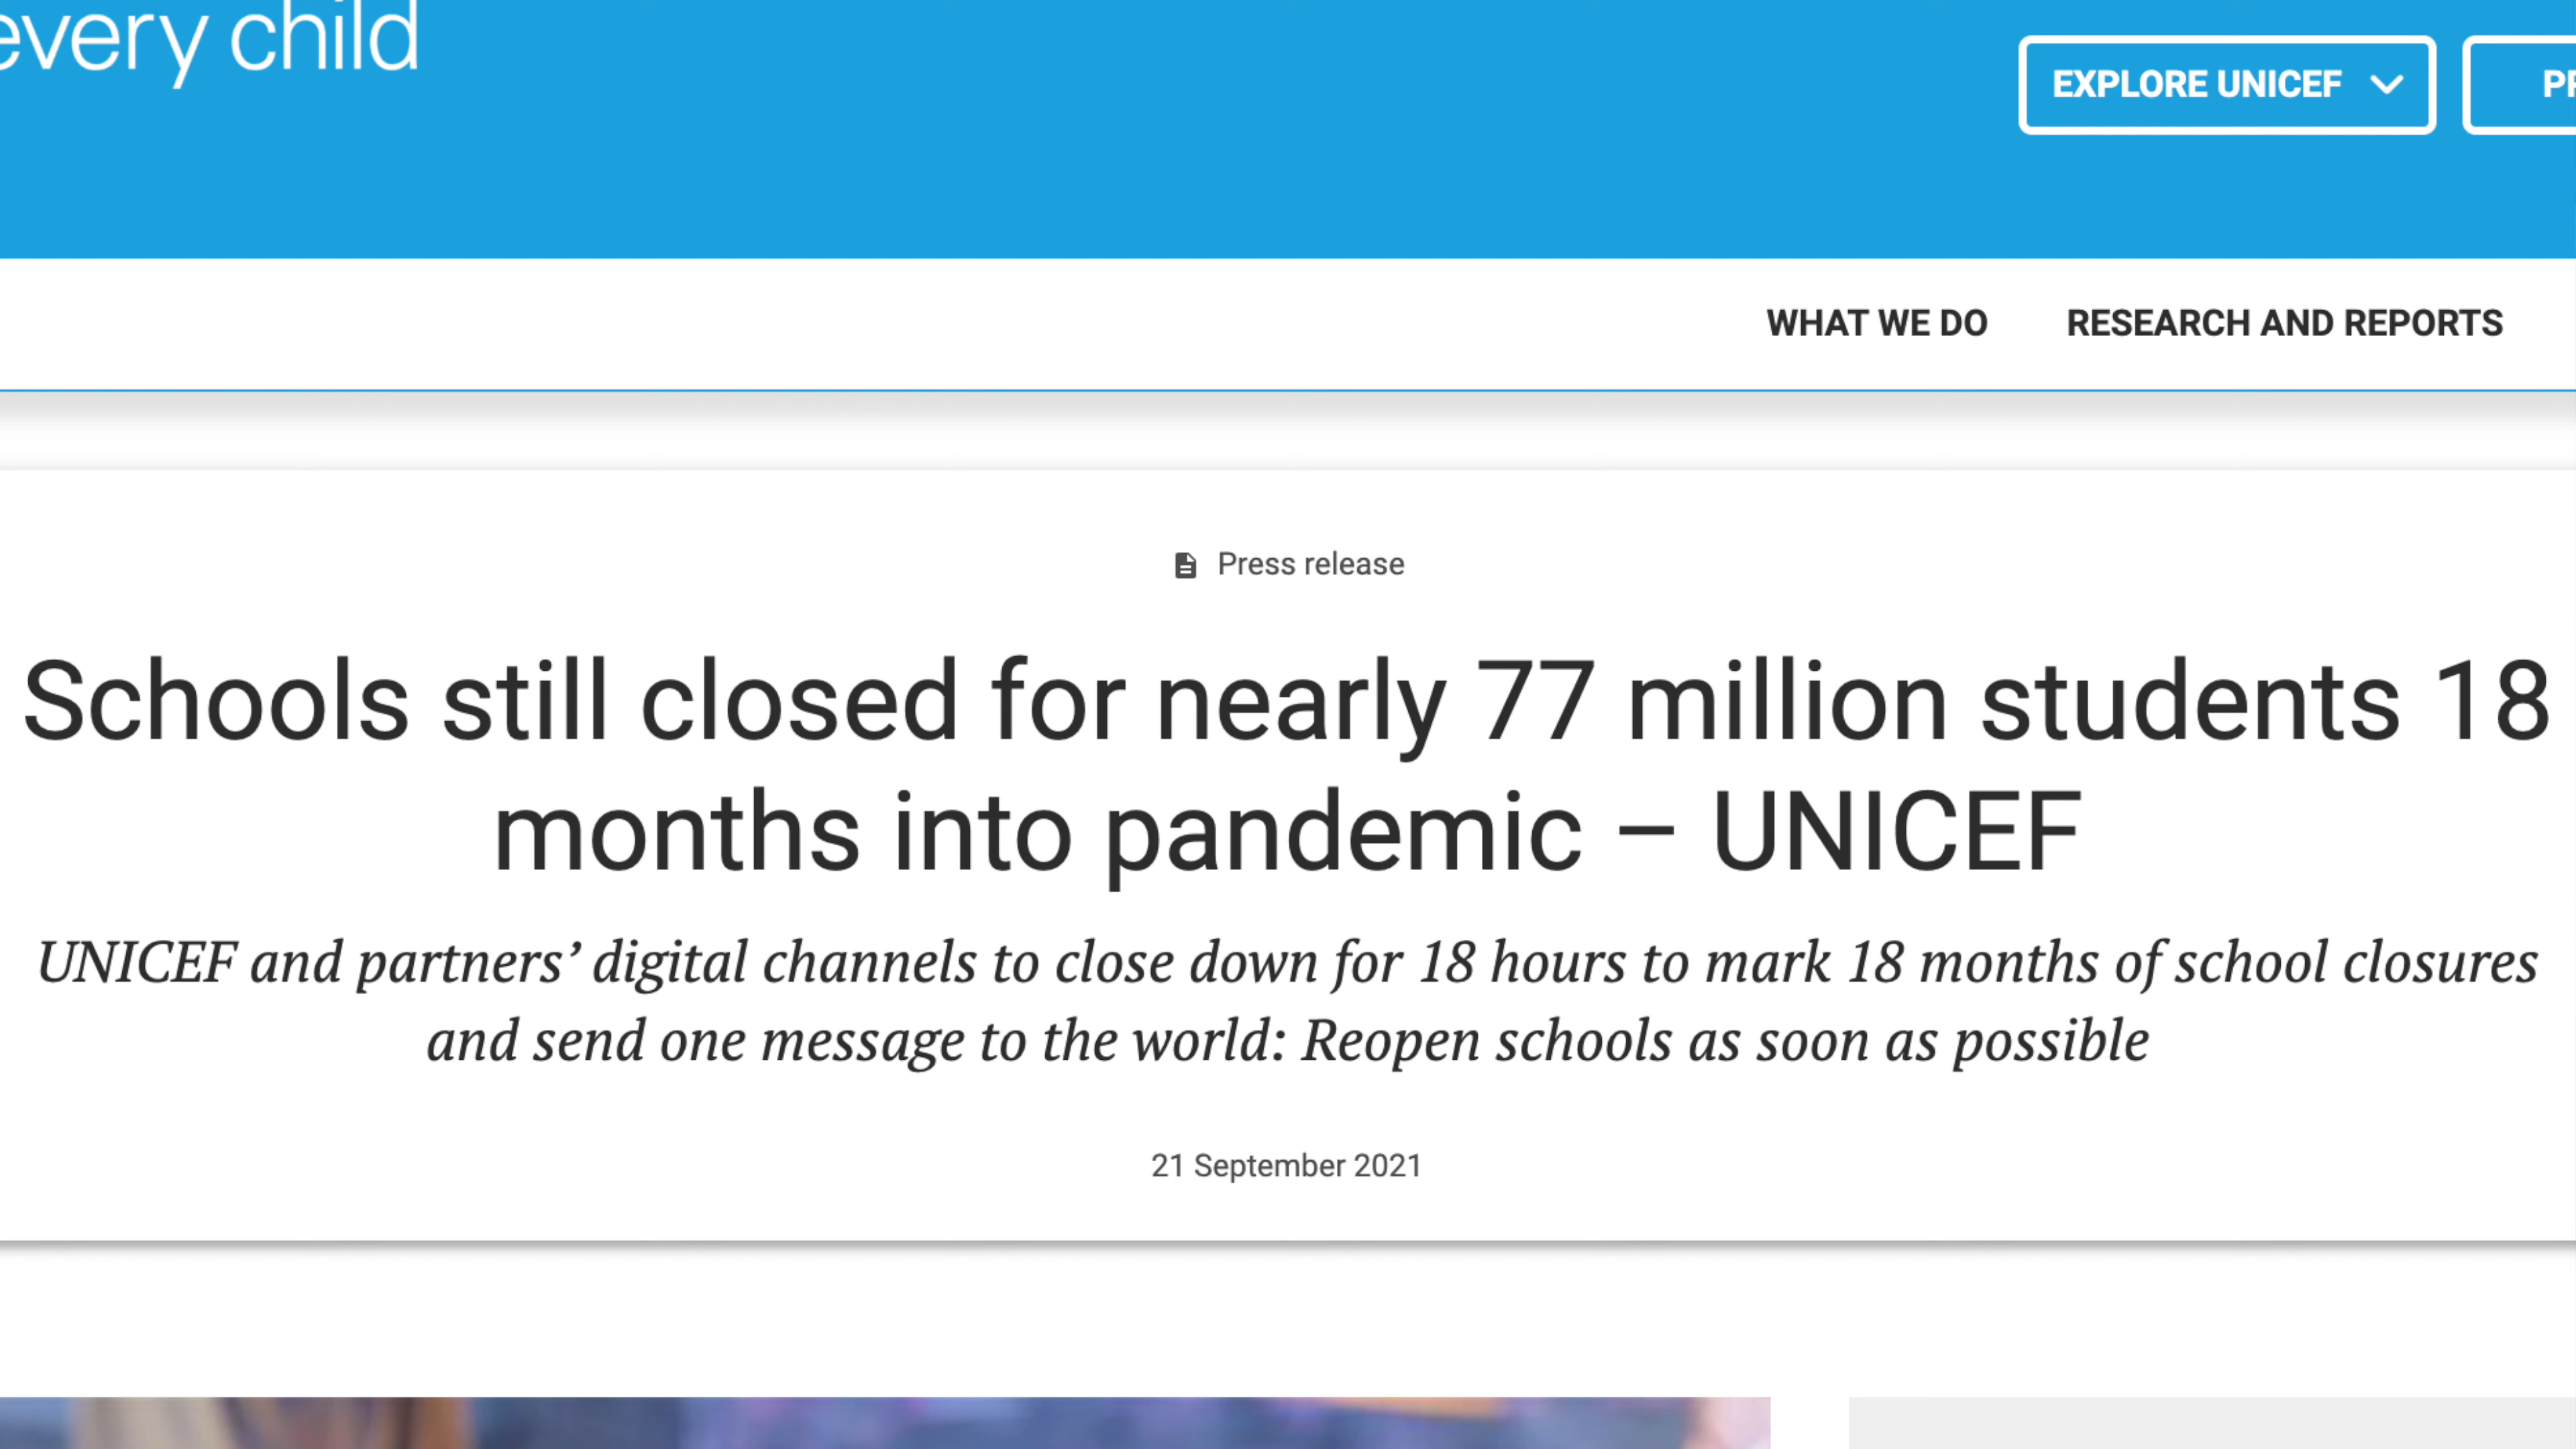 every child
EXPLORE UNICEF
WHAT WE DO
RESEARCH AND REPORTS
Press release
Schools still closed for nearly 77 million students 18
months into pandemic – UNICEF
UNICEF and partners’ digital channels to close down for 18 hours to mark 18 months of school closures
and send one message to the world: Reopen schools as soon as possible
21 September 2021